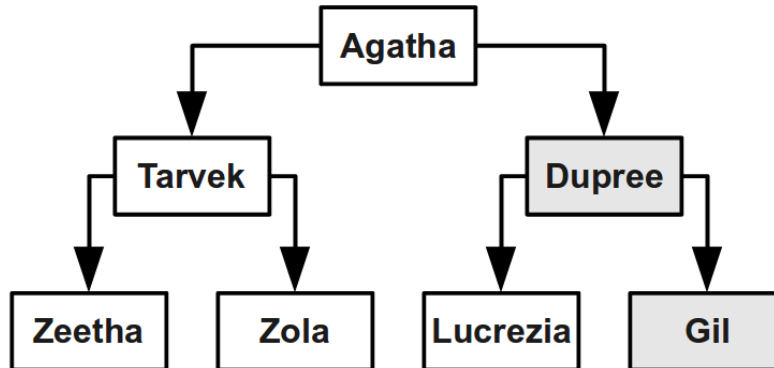 Agatha
Tarvek
Dupree
Zeetha
Zola
Lucrezia
Gil